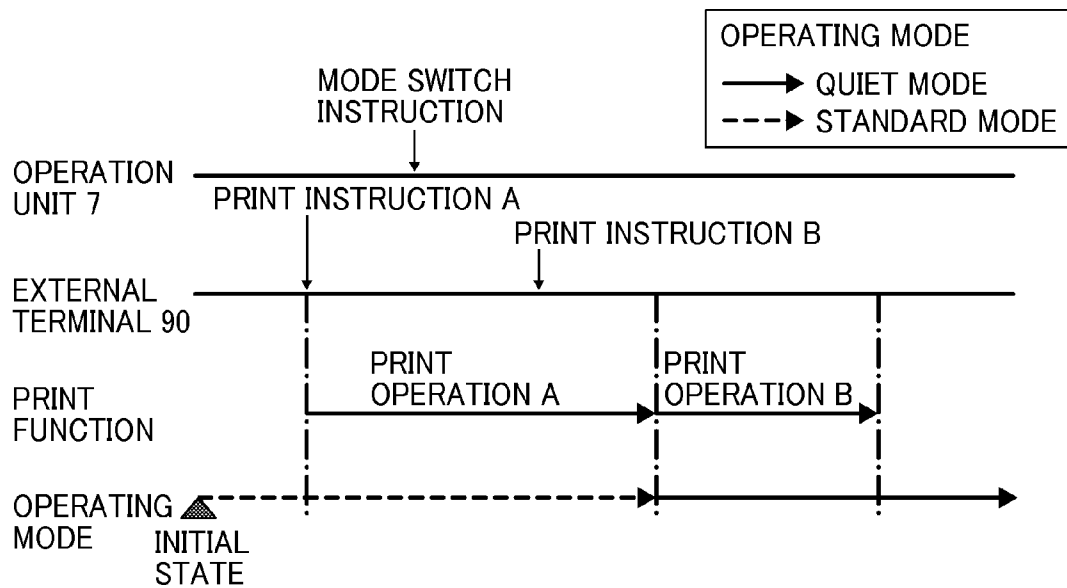 OPERATING MODE
QUIET MODE
STANDARD MODE
MODE SWITCH
INSTRUCTION
OPERATION
UNIT 7
PRINT INSTRUCTION A
PRINT INSTRUCTION B
EXTERNAL
TERMINAL 90
PRINT
OPERATION A
PRINT
OPERATION B
PRINT
FUNCTION
OPERATING
MODE
INITIAL
STATE